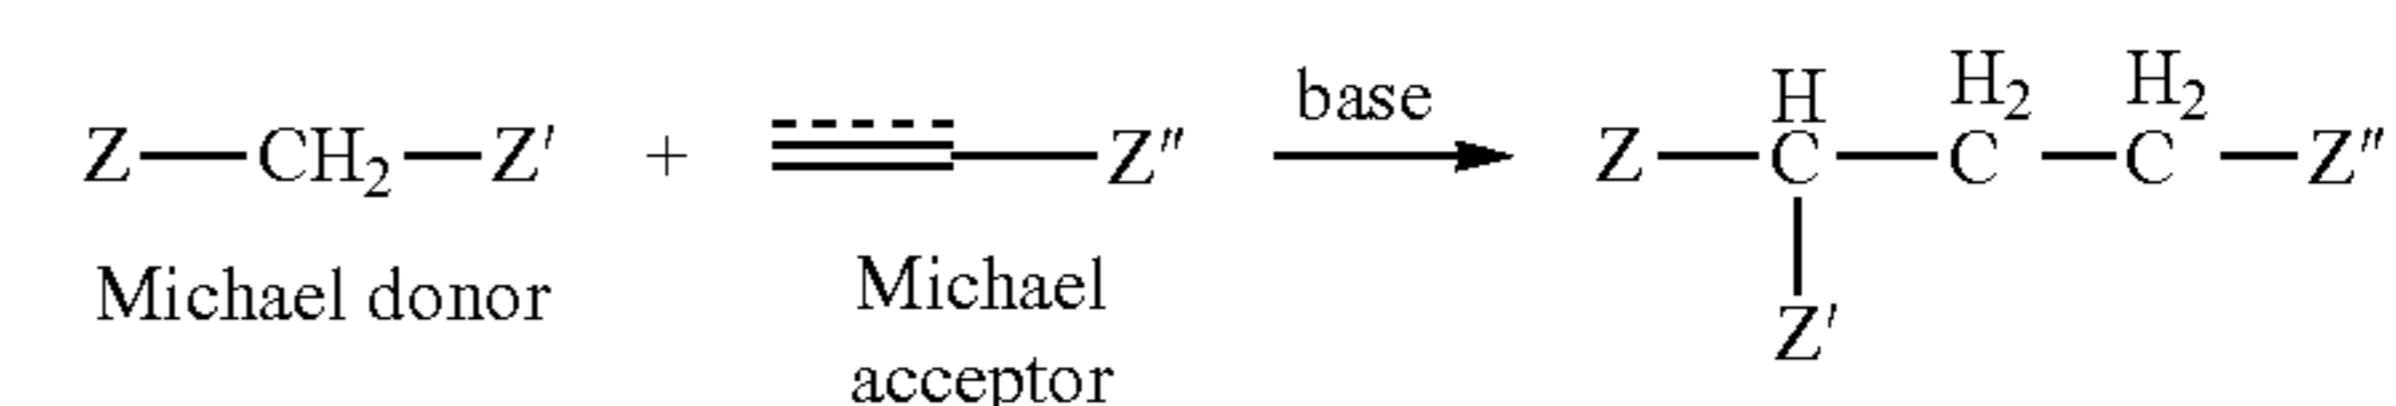 base
H H₂ H₂
Z—CH₂—Z′ + Z″ Z—C—C—C—Z″
Michael donor Michael
acceptor
Z′